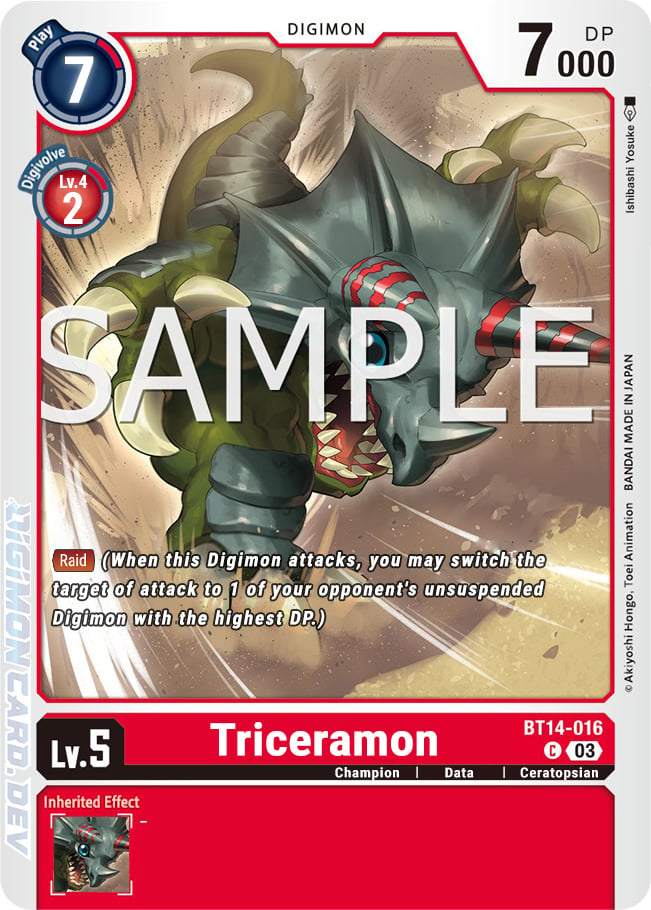 DIGIMON
Play
7
7000
DP
Digivolve
Lv.4
2
Ishibashi Yosuke
SAMPLE
Raid (When this Digimon attacks, you may switch the
target of attack to 1 of your opponent's unsuspended
Digimon with the highest DP.)
© Akiyoshi Hongo, Toei Animation BANDAI MADE IN JAPAN
DIGIMONCARD.DEV
Lv.5
Triceramon
BT14-016
C 03
Champion | Data | Ceratopsian
Inherited Effect
-